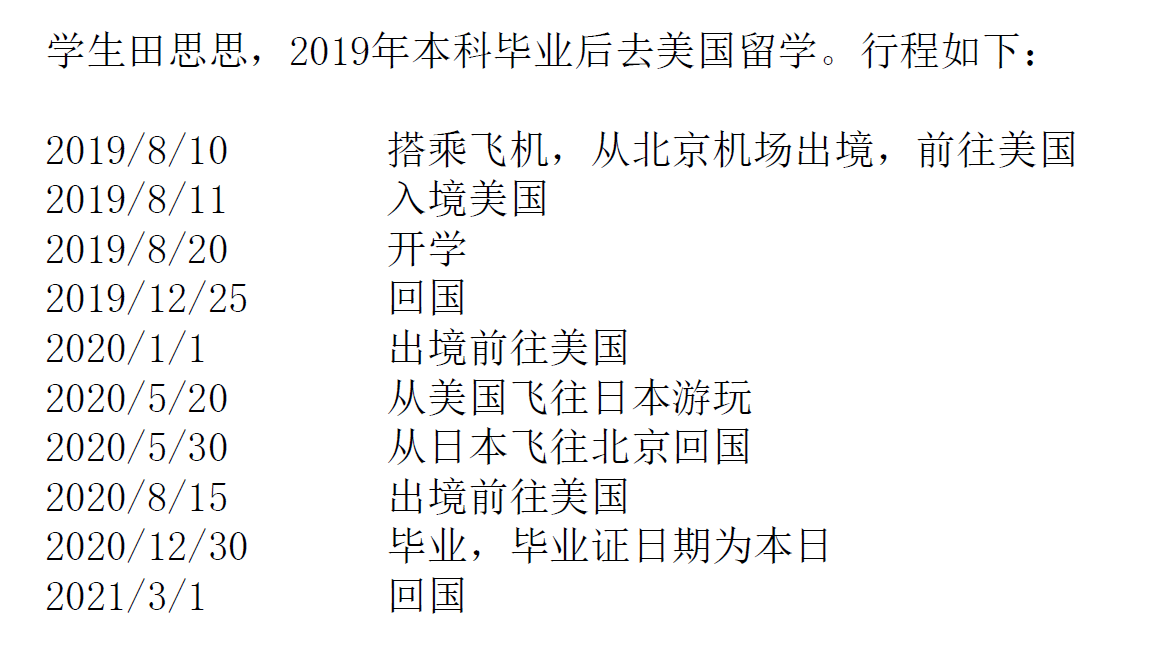 学生田思思，2019年本科毕业后去美国留学。行程如下：
2019/8/10 搭乘飞机，从北京机场出境，前往美国
2019/8/11 入境美国
2019/8/20 开学
2019/12/25 回国
2020/1/1 出境前往美国
2020/5/20 从美国飞往日本游玩
2020/5/30 从日本飞往北京回国
2020/8/15 出境前往美国
2020/12/30 毕业，毕业证日期为本日
2021/3/1 回国